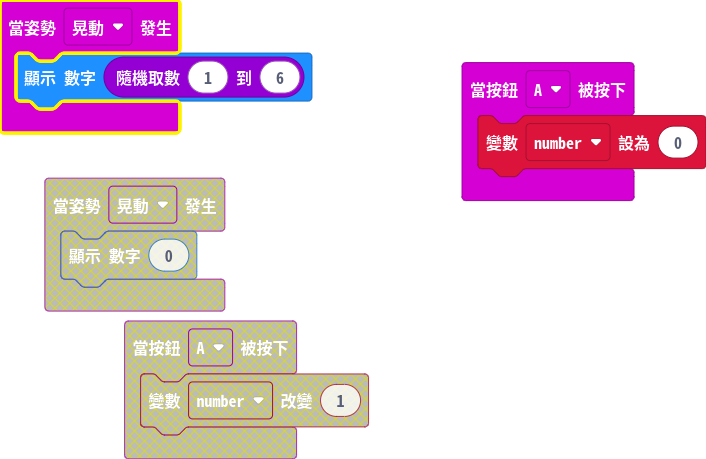 當姿勢 晃動 發生
顯示 數字 隨機取數 1 到 6
當按鈕 A 被按下
變數 number 設為 0
當姿勢 晃動 發生
顯示 數字 0
當按鈕 A 被按下
變數 number 改變 1